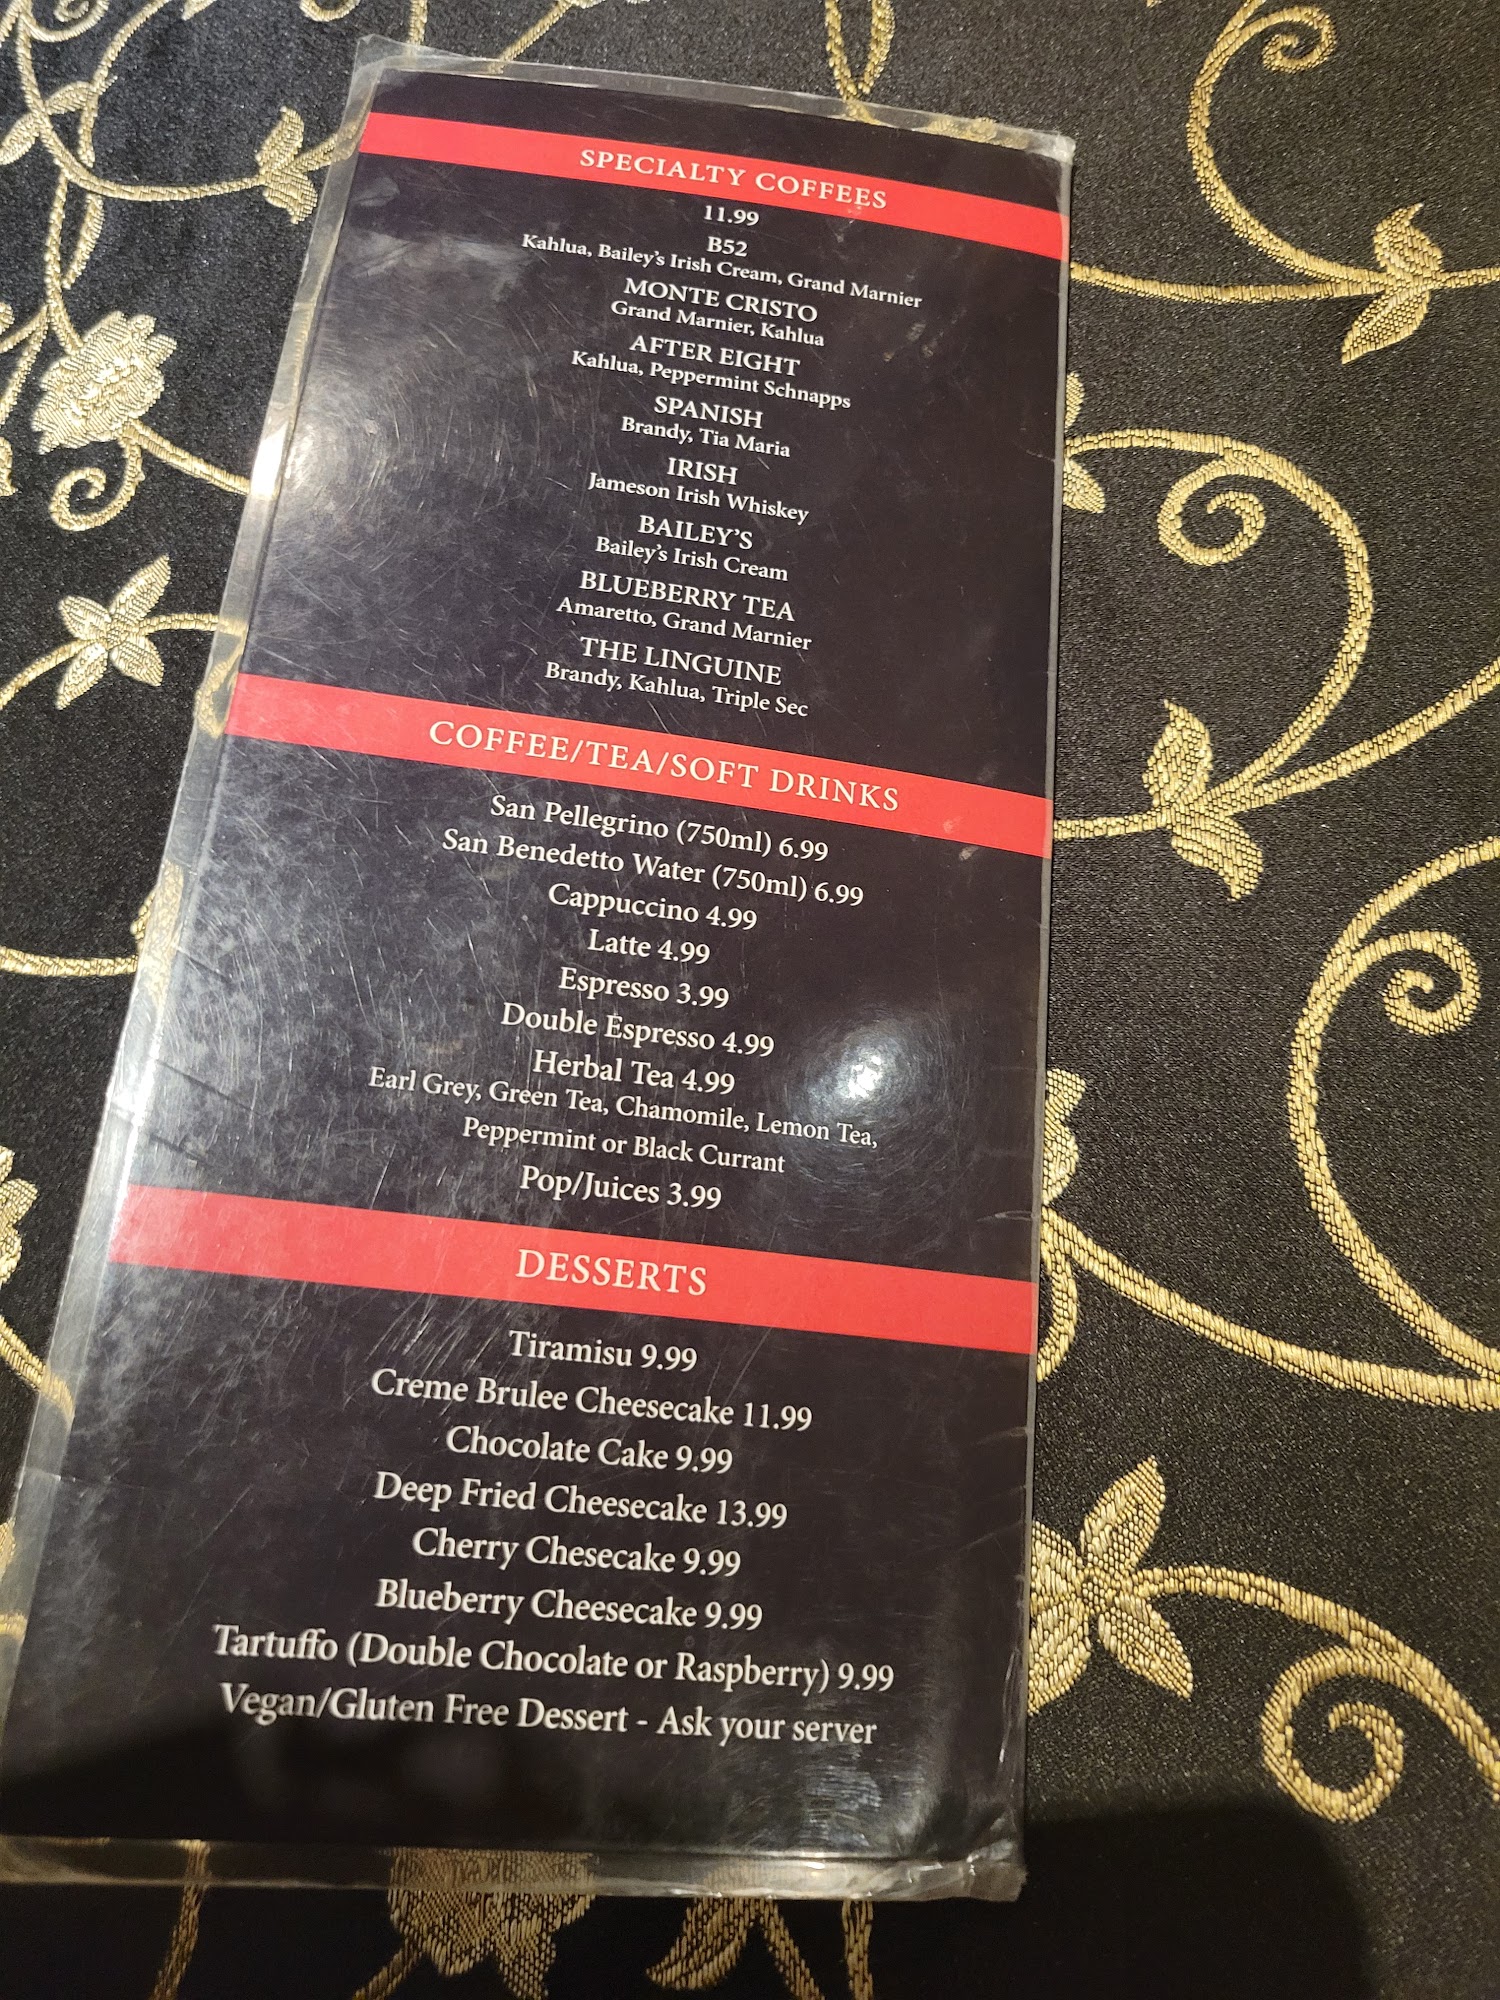 SPECIALTY COFFEES
11.99
B52
Kahlua, Bailey's Irish Cream, Grand Marnier
MONTE CRISTO
Grand Marnier, Kahlua
AFTER EIGHT
Kahlua, Peppermint Schnapps
SPANISH
Brandy, Tia Maria
IRISH
Jameson Irish Whiskey
BAILEY'S
Bailey's Irish Cream
BLUEBERRY TEA
Amaretto, Grand Marnier
THE LINGUINE
Brandy, Kahlua, Triple Sec
COFFEE/TEA/SOFT DRINKS
San Pellegrino (750ml) 6.99
San Benedetto Water (750ml) 6.99
Cappuccino 4.99
Latte 4.99
Espresso 3.99
Double Espresso 4.99
Herbal Tea 4.99
Earl Grey, Green Tea, Chamomile, Lemon Tea,
Peppermint or Black Currant
Pop/Juices 3.99
DESSERTS
Tiramisu 9.99
Creme Brulee Cheesecake 11.99
Chocolate Cake 9.99
Deep Fried Cheesecake 13.99
Cherry Chesecake 9.99
Blueberry Cheesecake 9.99
Tartuffo (Double Chocolate or Raspberry) 9.99
Vegan/Gluten Free Dessert - Ask your server